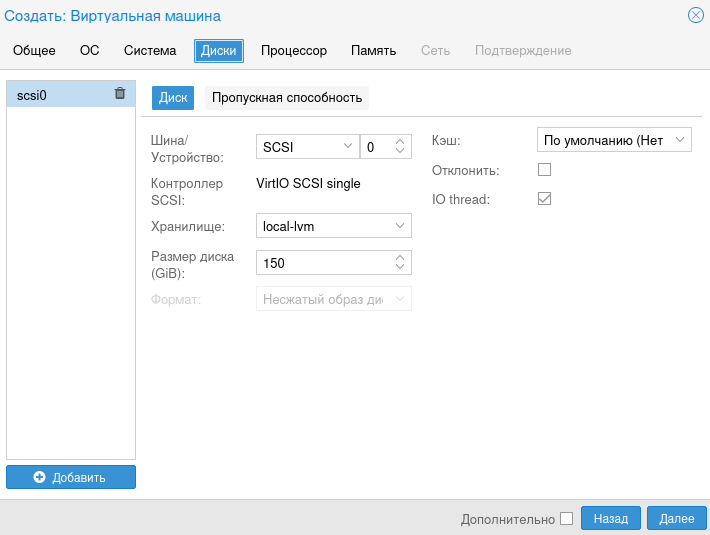 Создать: Виртуальная машина
Общее ОС Система Диски Процессор Память Сеть Подтверждение
scsi0
Диск Пропускная способность
Шина/
Устройство:
SCSI 0
Контроллер
SCSI:
VirtIO SCSI single
Хранилище: local-lvm
Размер диска
(GiB):
150
Формат: Несжатый образ дис
Кэш: По умолчанию (Нет
Отклонить:
IO thread:
Добавить
Дополнительно Назад Далее